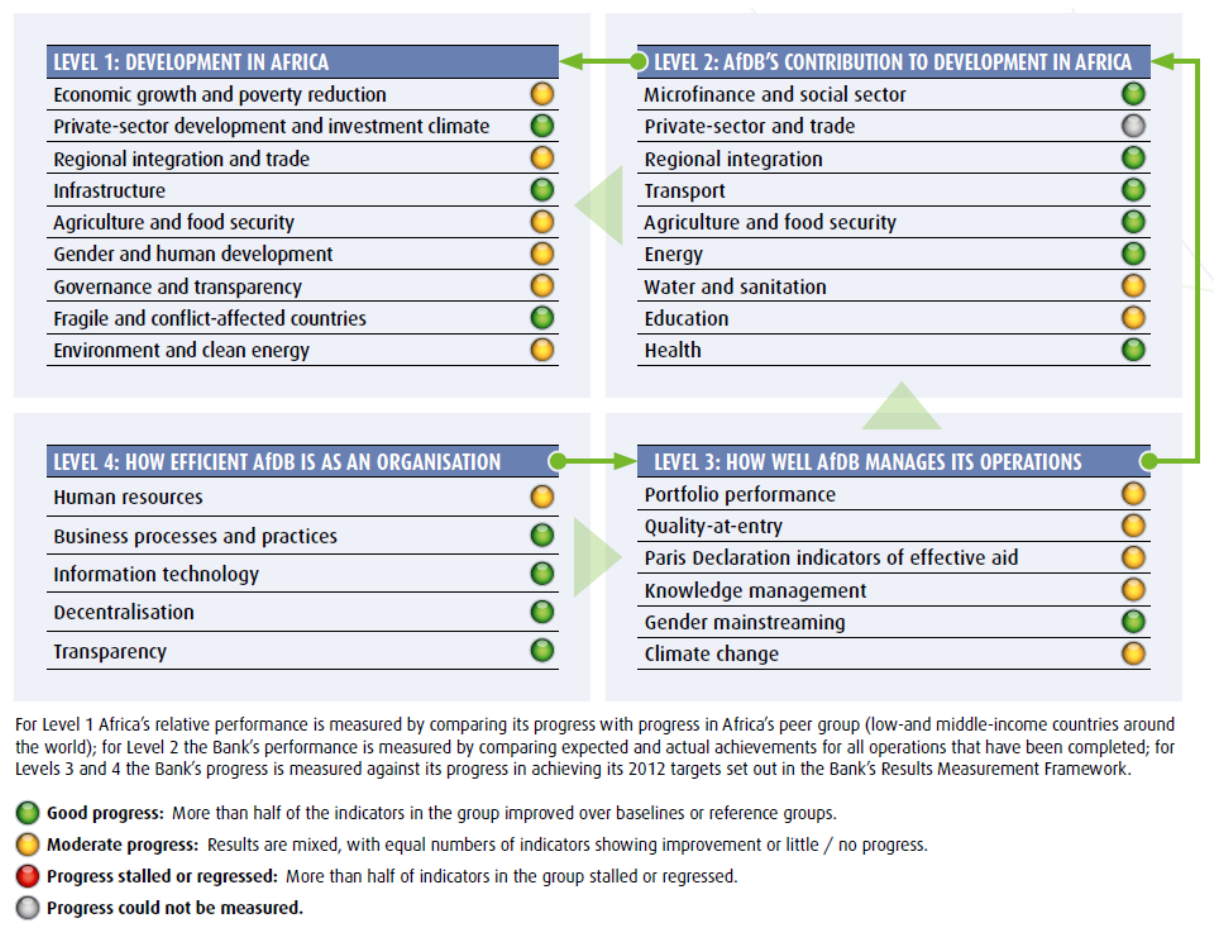 LEVEL 1: DEVELOPMENT IN AFRICA
Economic growth and poverty reduction
Private-sector development and investment climate
Regional integration and trade
Infrastructure
Agriculture and food security
Gender and human development
Governance and transparency
Fragile and conflict-affected countries
Environment and clean energy
LEVEL 2: AfDB'S CONTRIBUTION TO DEVELOPMENT IN AFRICA
Microfinance and social sector
Private-sector and trade
Regional integration
Transport
Agriculture and food security
Energy
Water and sanitation
Education
Health
LEVEL 4: HOW EFFICIENT AfDB IS AS AN ORGANISATION
Human resources
Business processes and practices
Information technology
Decentralisation
Transparency
LEVEL 3: HOW WELL AfDB MANAGES ITS OPERATIONS
Portfolio performance
Quality-at-entry
Paris Declaration indicators of effective aid
Knowledge management
Gender mainstreaming
Climate change
For Level 1 Africa's relative performance is measured by comparing its progress with progress in Africa's peer group (low-and middle-income countries around
the world); for Level 2 the Bank's performance is measured by comparing expected and actual achievements for all operations that have been completed; for
Levels 3 and 4 the Bank's progress is measured against its progress in achieving its 2012 targets set out in the Bank's Results Measurement Framework.
Good progress: More than half of the indicators in the group improved over baselines or reference groups.
Moderate progress: Results are mixed, with equal numbers of indicators showing improvement or little / no progress.
Progress stalled or regressed: More than half of indicators in the group stalled or regressed.
Progress could not be measured.